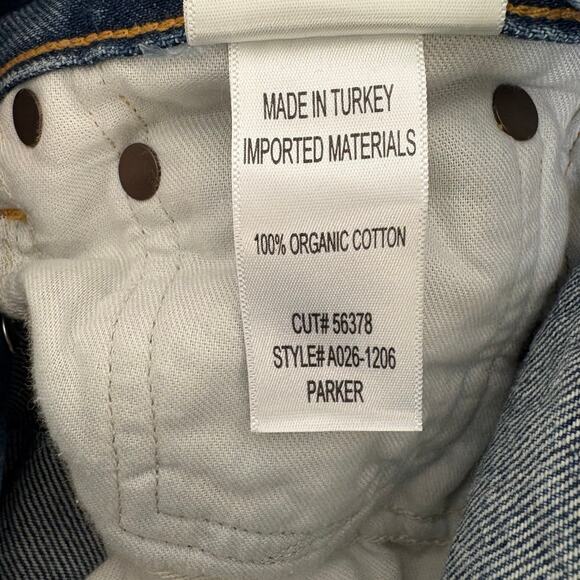 MADE IN TURKEY
IMPORTED MATERIALS
100% ORGANIC COTTON
CUT# 56378
STYLE# A026-1206
PARKER